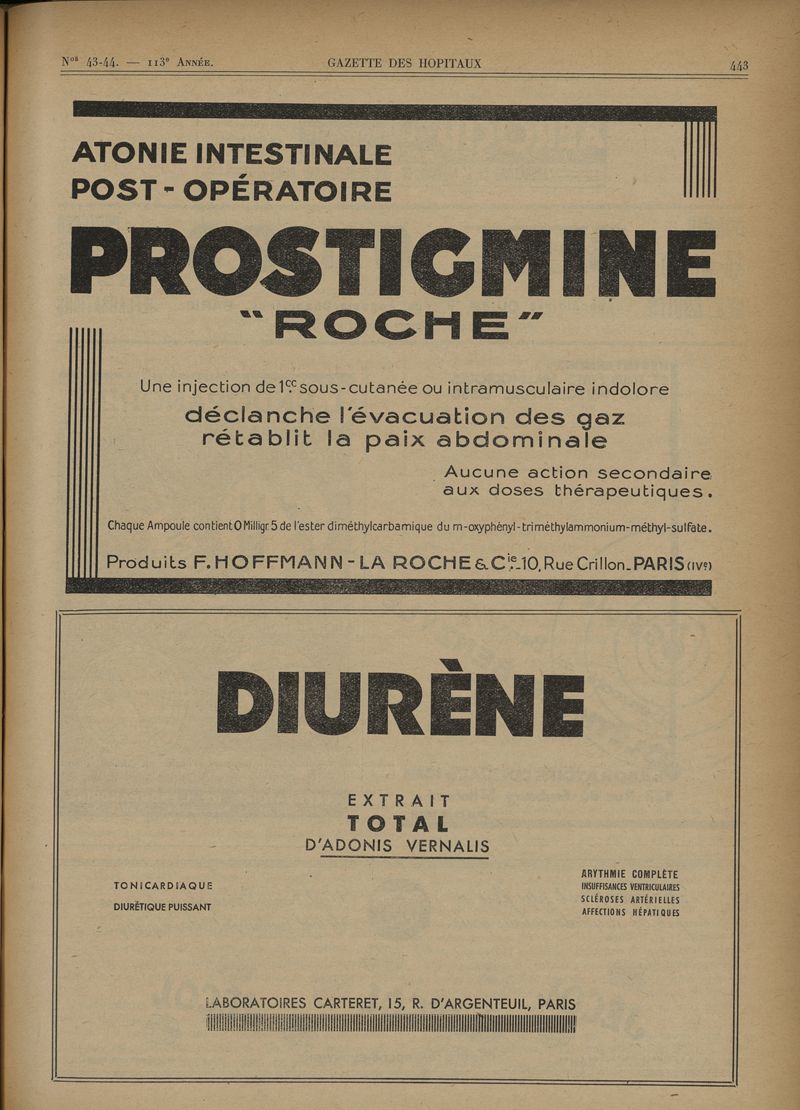 Nos 43-44. — 113e ANNÉE.
GAZETTE DES HOPITAUX
443
ATONIE INTESTINALE
POST-OPÉRATOIRE
PROSTIGMINE
"ROCHE"
Une injection de 1cc. sous-cutanée ou intramusculaire indolore
déclanche l'évacuation des gaz
rétablit la paix abdominale
Aucune action secondaire
aux doses thérapeutiques.
Chaque Ampoule contient 0 Milligr. 5 de l'ester diméthylcarbamique du m-oxyphényl-triméthylammonium-méthyl-sulfate.
Produits F. HOFFMANN-LA ROCHE & Cie. 10, Rue Crillon. PARIS (IVe)
DIURÈNE
EXTRAIT
TOTAL
D'ADONIS VERNALIS
TONICARDIAQUE
DIURÉTIQUE PUISSANT
ARYTHMIE COMPLÈTE
INSUFFISANCES VENTRICULAIRES
SCLÉROSES ARTÉRIELLES
AFFECTIONS HÉPATIQUES
LABORATOIRES CARTERET, 15, R. D'ARGENTEUIL, PARIS